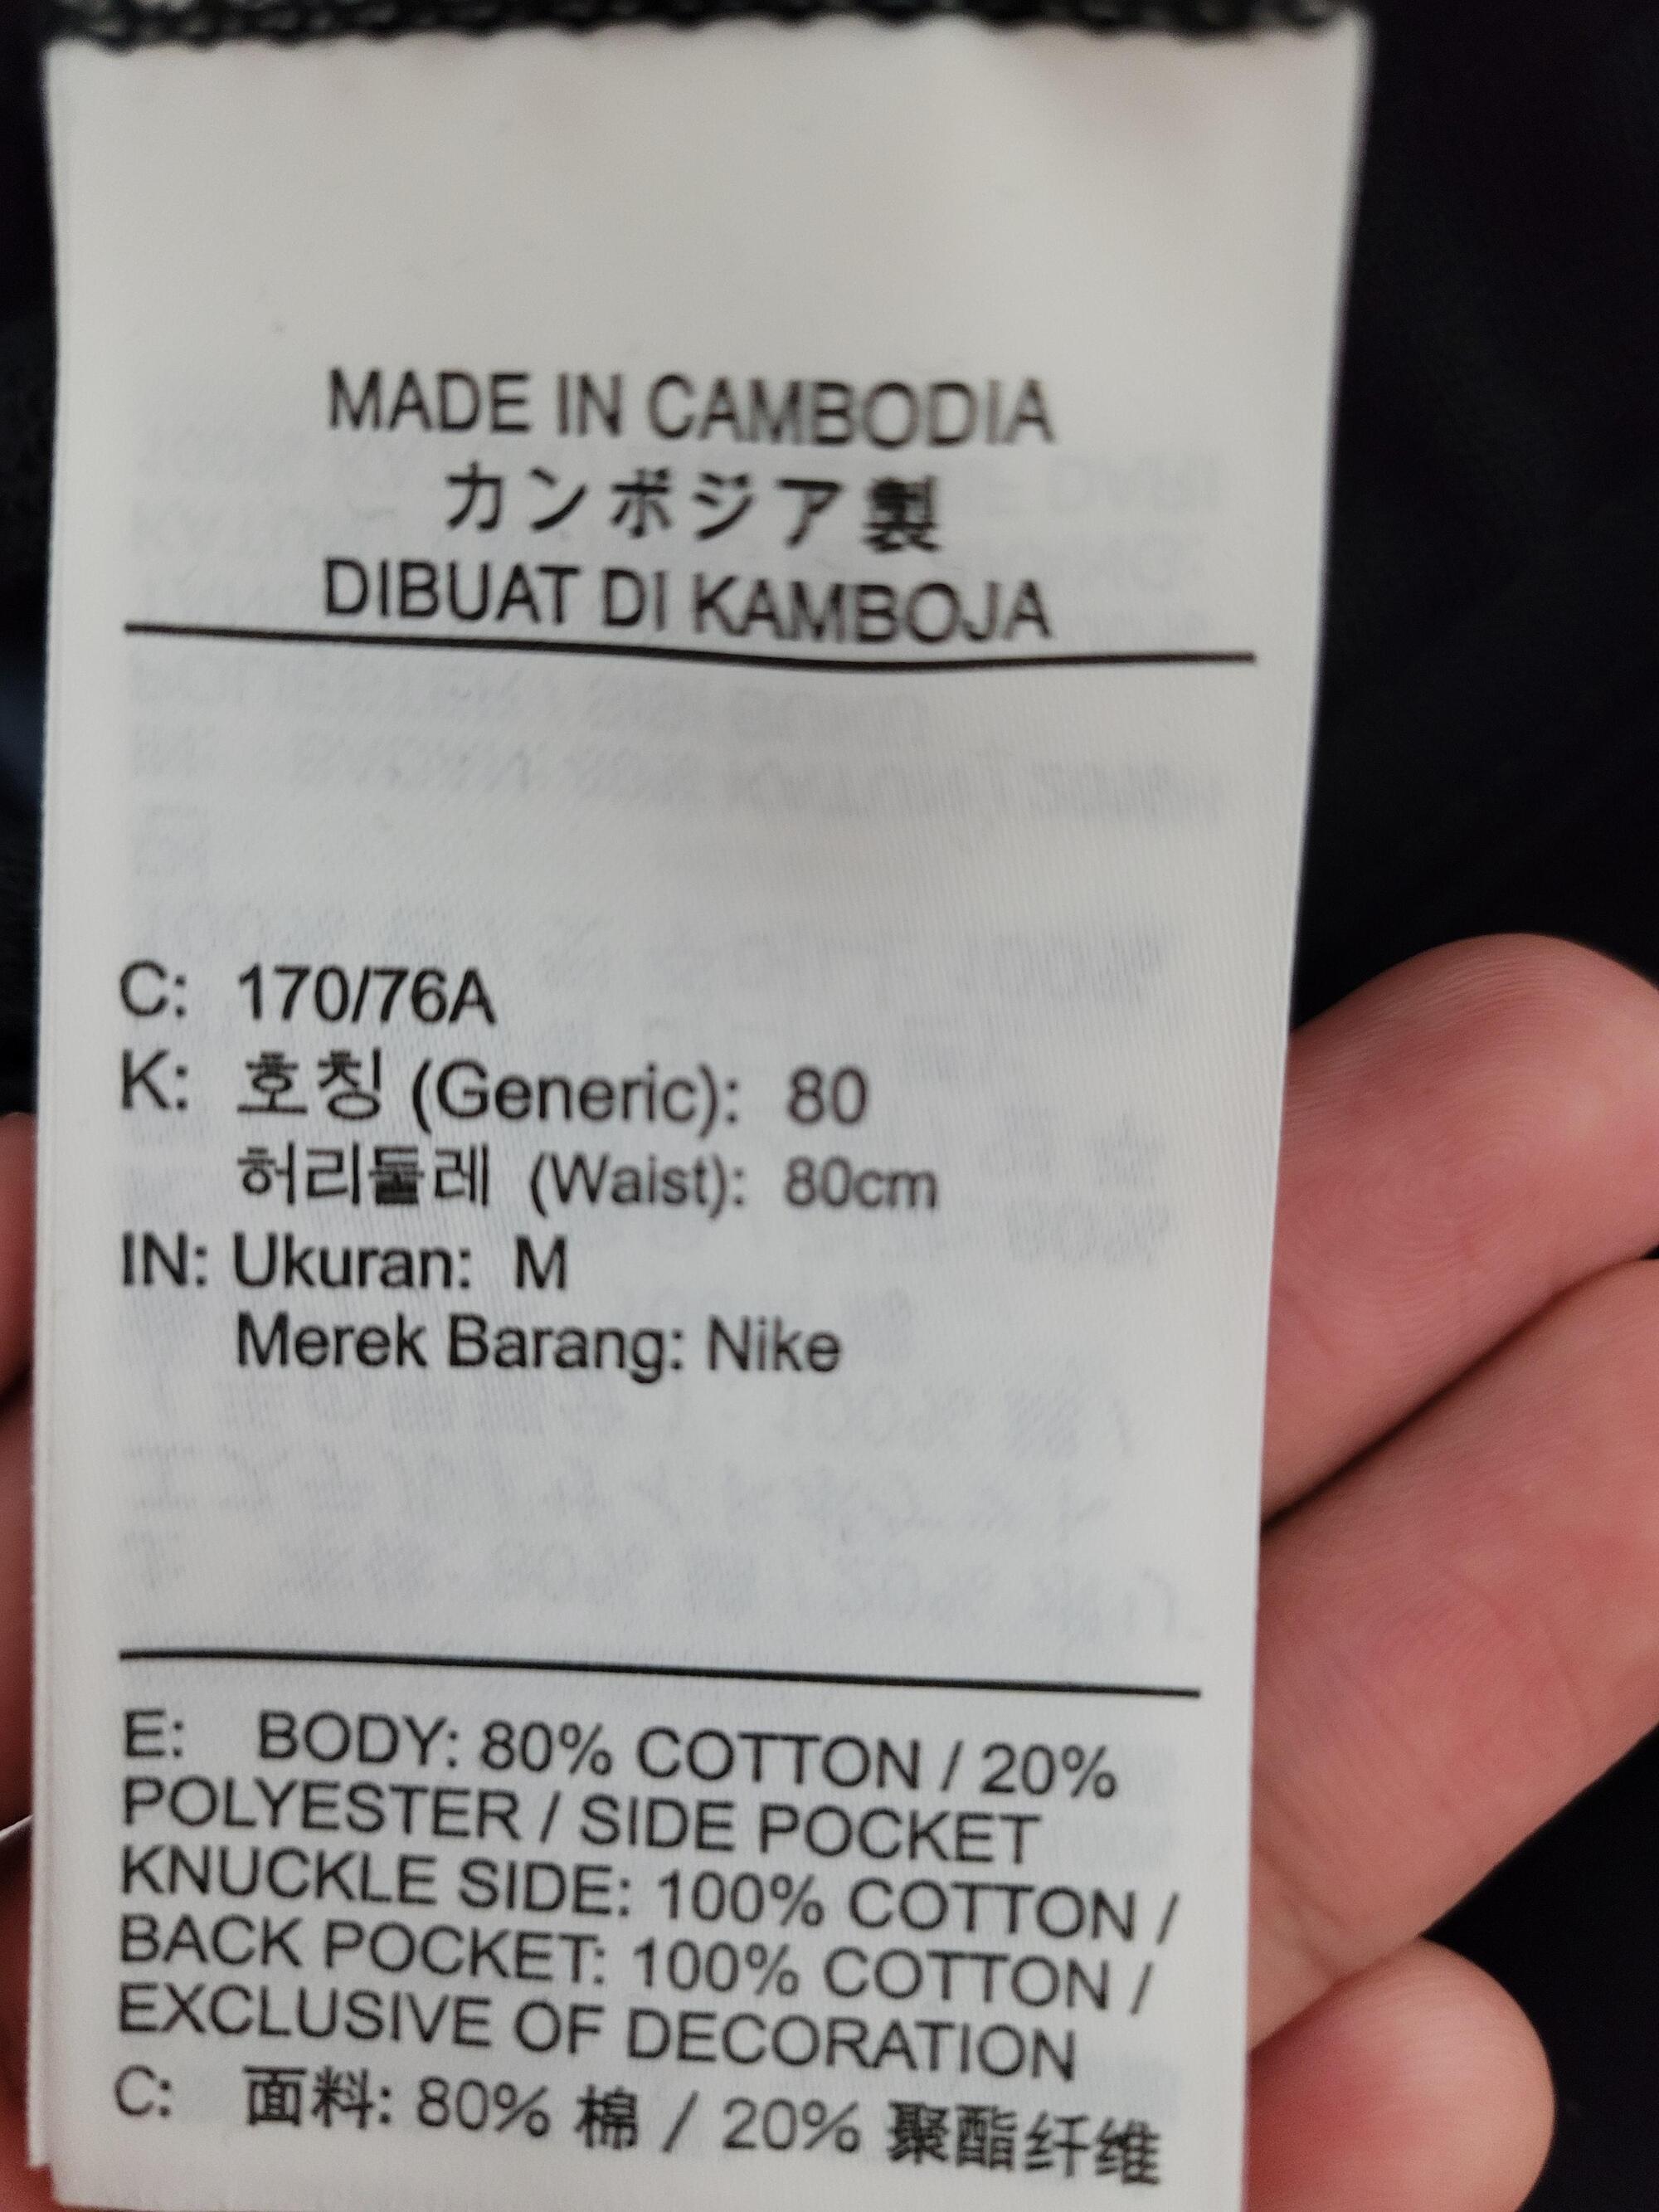 MADE IN CAMBODIA
カンボジア製
DIBUAT DI KAMBOJA
C: 170/76A
K: 호칭 (Generic): 80
허리둘레 (Waist): 80cm
IN: Ukuran: M
Merek Barang: Nike
E: BODY: 80% COTTON / 20%
POLYESTER / SIDE POCKET
KNUCKLE SIDE: 100% COTTON /
BACK POCKET: 100% COTTON /
EXCLUSIVE OF DECORATION
C: 面料: 80% 棉 / 20% 聚酯纤维